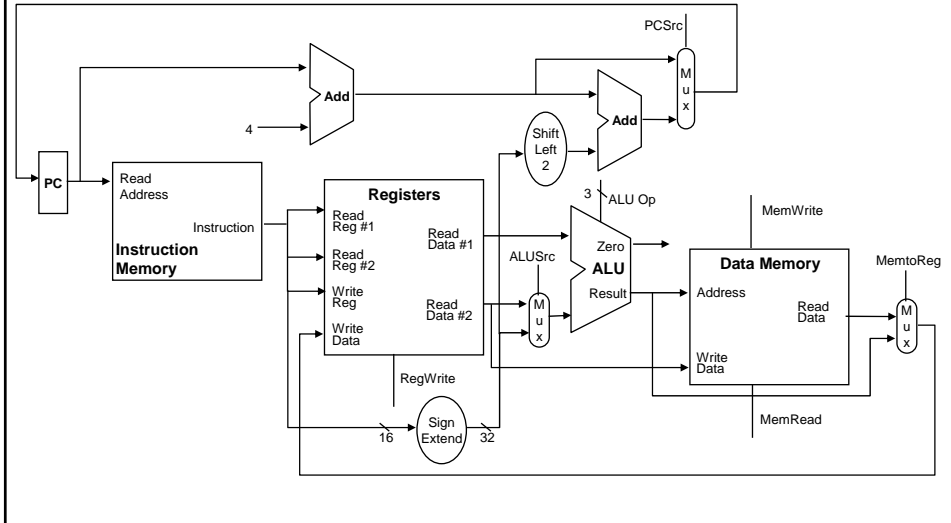 PCSrc
M
u
x
Add
4
Add
Shift
Left
2
PC
Read
Address
Instruction
Instruction
Memory
Registers
Read
Reg #1
Read
Reg #2
Write
Reg
Write
Data
Read
Data #1
Read
Data #2
RegWrite
16
Sign
Extend
32
ALUSrc
M
u
x
3
ALU Op
Zero
ALU
Result
MemWrite
Data Memory
Address
Read
Data
Write
Data
MemRead
MemtoReg
M
u
x